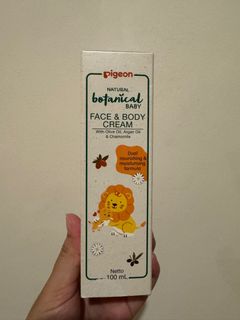 pigeon
NATURAL
botanical
BABY
FACE & BODY
CREAM
With Olive Oil, Argan Oil
& Chamomile
Dual
nourishing &
moisturising
formula
Netto
100 mL